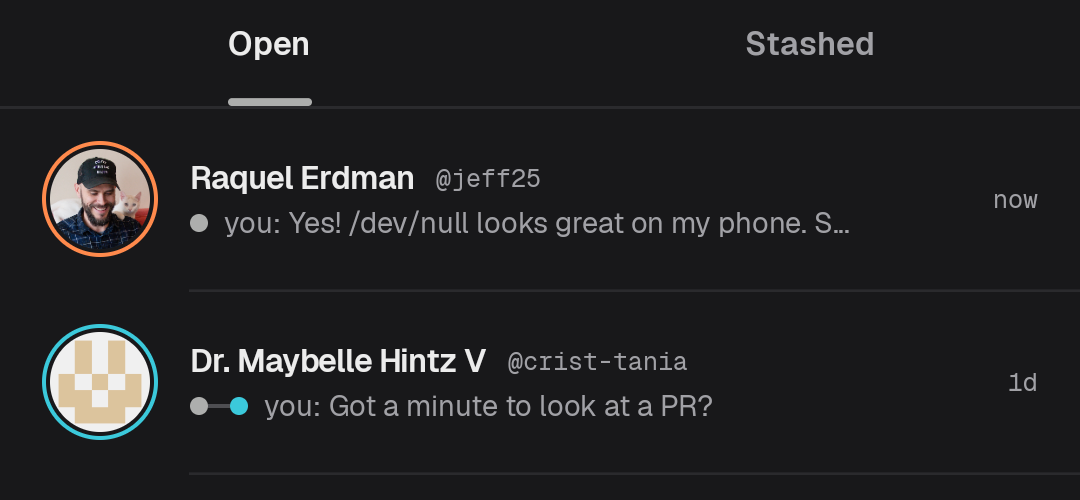 Open Stashed
Raquel Erdman @jeff25
now
you: Yes! /dev/null looks great on my phone. S...
Dr. Maybelle Hintz V @crist-tania
1d
you: Got a minute to look at a PR?